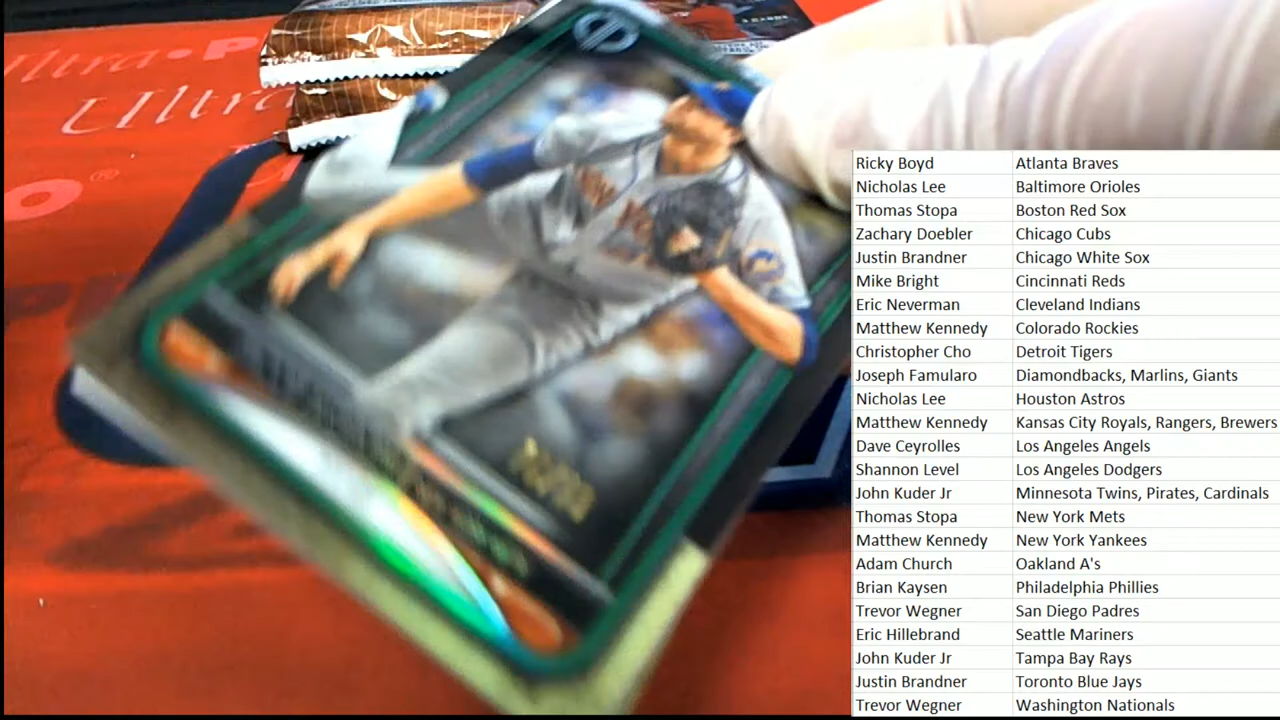 Ultra•P
Ultra
O®
Ricky Boyd Atlanta Braves
Nicholas Lee Baltimore Orioles
Thomas Stopa Boston Red Sox
Zachary Doebler Chicago Cubs
Justin Brandner Chicago White Sox
Mike Bright Cincinnati Reds
Eric Neverman Cleveland Indians
Matthew Kennedy Colorado Rockies
Christopher Cho Detroit Tigers
Joseph Famularo Diamondbacks, Marlins, Giants
Nicholas Lee Houston Astros
Matthew Kennedy Kansas City Royals, Rangers, Brewers
Dave Ceyrolles Los Angeles Angels
Shannon Level Los Angeles Dodgers
John Kuder Jr Minnesota Twins, Pirates, Cardinals
Thomas Stopa New York Mets
Matthew Kennedy New York Yankees
Adam Church Oakland A's
Brian Kaysen Philadelphia Phillies
Trevor Wegner San Diego Padres
Eric Hillebrand Seattle Mariners
John Kuder Jr Tampa Bay Rays
Justin Brandner Toronto Blue Jays
Trevor Wegner Washington Nationals